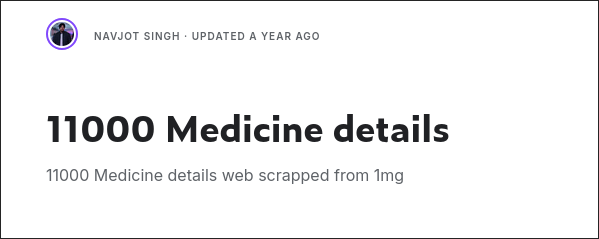 NAVJOT SINGH · UPDATED A YEAR AGO
11000 Medicine details
11000 Medicine details web scrapped from 1mg